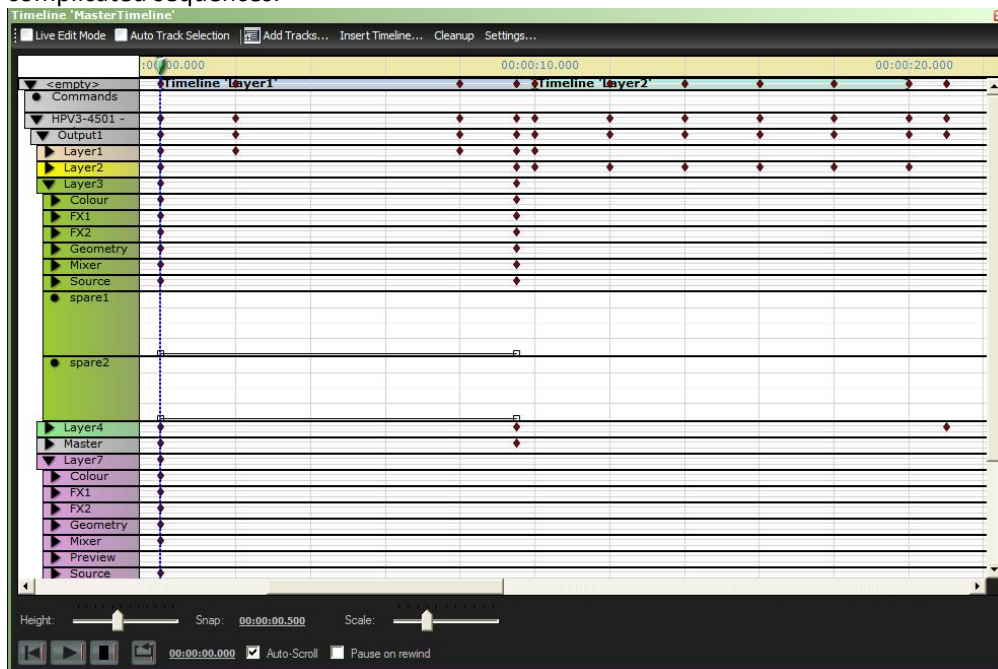 complicated sequences.
Timeline 'MasterTimeline'
Live Edit Mode Auto Track Selection Add Tracks... Insert Timeline... Cleanup Settings...
00:00:10.000 00:00:20.000
<empty> Timeline 'Layer1' Timeline 'Layer2'
Commands
HPV3-4501 -
Output1
Layer1
Layer2
Layer3
Colour
FX1
FX2
Geometry
Mixer
Source
spare1
spare2
Layer4
Master
Layer7
Colour
FX1
FX2
Geometry
Mixer
Preview
Source
Height: Snap: 00:00:00.500 Scale:
00:00:00.000 Auto-Scroll Pause on rewind